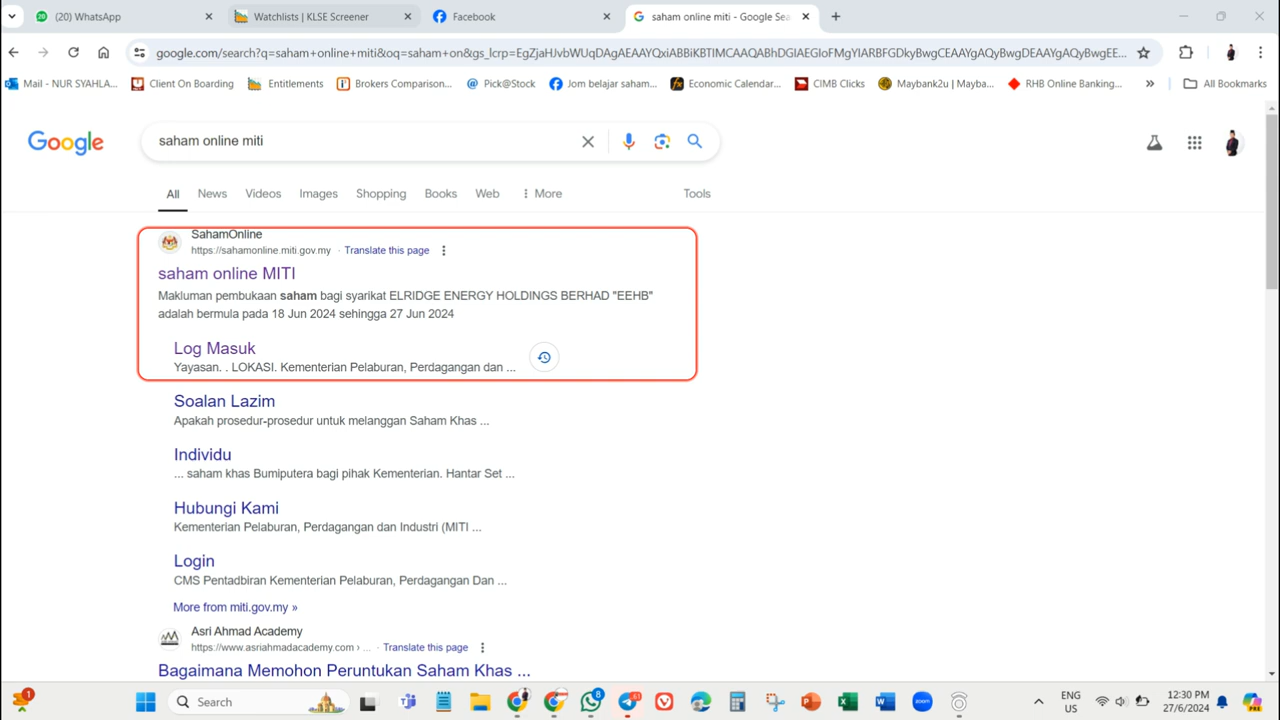 (20) WhatsApp
Watchlists | KLSE Screener
Facebook
saham online miti - Google Sea
google.com/search?q=saham+online+miti&oq=saham+on&gs_lcrp=EgZjaHJvbWUqDAgAEAAYQxiABBiKBTIMCAAQABhDGIAEGIoFMgYIARBFGDkyBwgCEAAYgAQyBwgDEAAYgAQyBwgEE...
Mail - NUR SYAHLA...
Client On Boarding
Entitlements
Brokers Comparison...
Pick@Stock
Jom belajar saham...
Economic Calendar...
CIMB Clicks
Maybank2u | Mayba...
RHB Online Banking...
»
All Bookmarks
Google
saham online miti
All News Videos Images Shopping Books Web More Tools
SahamOnline
https://sahamonline.miti.gov.my · Translate this page
saham online MITI
Makluman pembukaan saham bagi syarikat ELRIDGE ENERGY HOLDINGS BERHAD "EEHB"
adalah bermula pada 18 Jun 2024 sehingga 27 Jun 2024
Log Masuk
Yayasan. . LOKASI. Kementerian Pelaburan, Perdagangan dan ...
Soalan Lazim
Apakah prosedur-prosedur untuk melanggan Saham Khas ...
Individu
... saham khas Bumiputera bagi pihak Kementerian. Hantar Set ...
Hubungi Kami
Kementerian Pelaburan, Perdagangan dan Industri (MITI ...
Login
CMS Pentadbiran Kementerian Pelaburan, Perdagangan Dan ...
More from miti.gov.my »
Asri Ahmad Academy
https://www.asriahmadacademy.com › ... · Translate this page
Bagaimana Memohon Peruntukan Saham Khas ...
1
Search
8
ENG
US
12:30 PM
27/6/2024